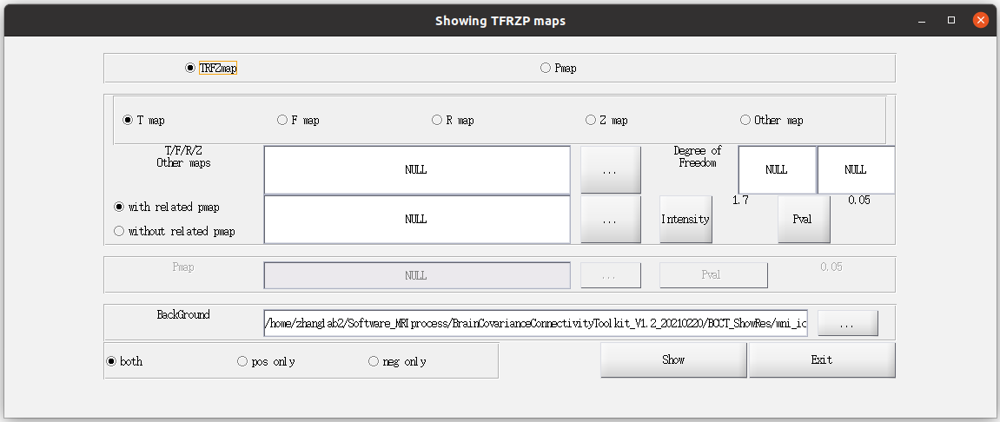 Showing TFRZP maps
TRFZmap
Pmap
T map
F map
R map
Z map
Other map
T/F/R/Z
Other maps
NULL
...
Degree of
Freedom
NULL
NULL
with related pmap
without related pmap
NULL
...
Intensity
1.7
Pval
0.05
Pmap
NULL
...
Pval
0.05
BackGround
/home/zhanglab2/Software_MRIprocess/BrainCovarianceConnectivityToolkit_V1.2_20210220/BCCT_ShowRes/mni_ic
...
both
pos only
neg only
Show
Exit